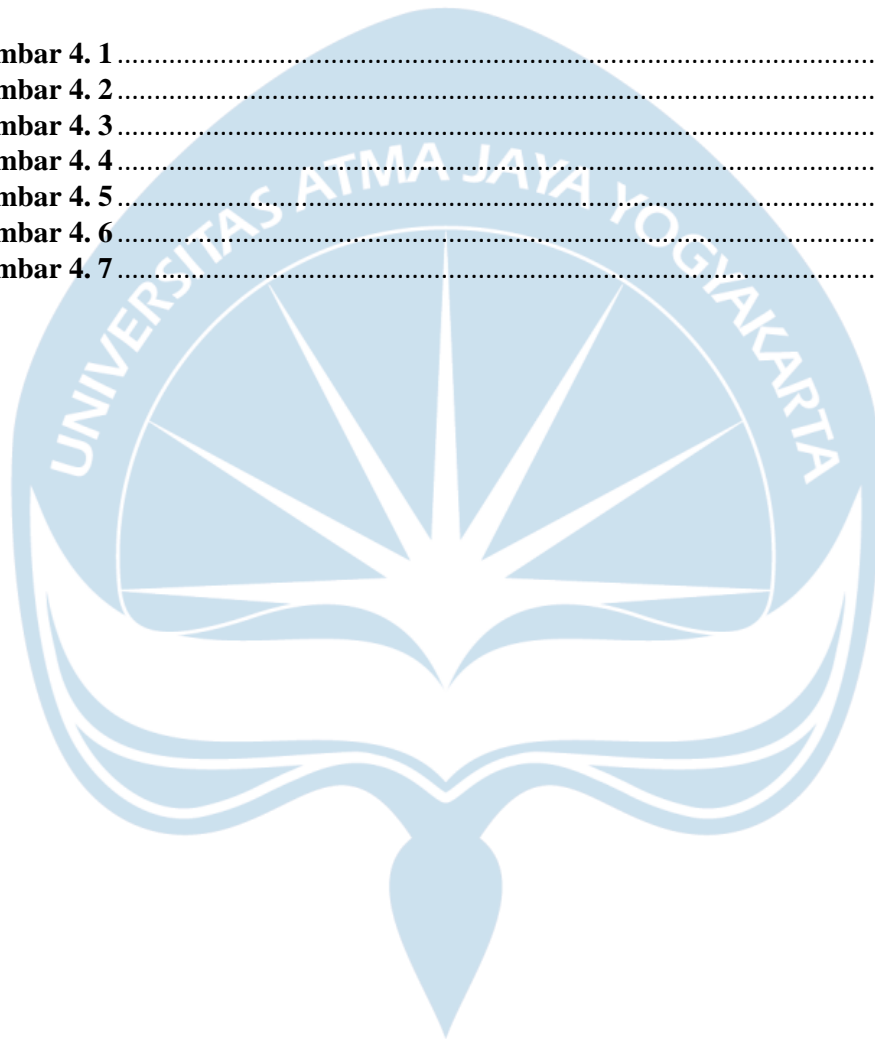 mbar 4. 1 ........................................................................................................
mbar 4. 2 ........................................................................................................
mbar 4. 3 ........................................................................................................
mbar 4. 4 ........................................................................................................
mbar 4. 5 ........................................................................................................
mbar 4. 6 ........................................................................................................
mbar 4. 7 ........................................................................................................
UNIVERSITAS ATMA JAYA YOGYAKARTA